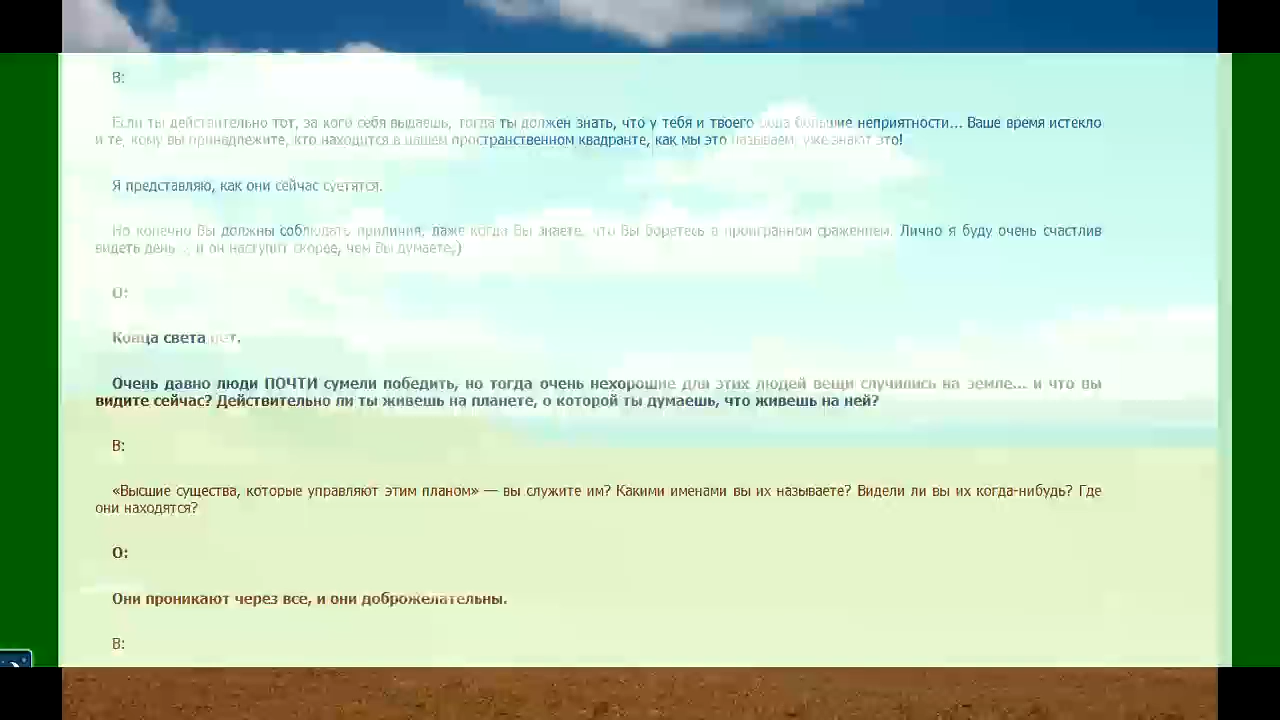 В:
Если ты действительно тот, за кого себя выдаешь, тогда ты должен знать, что у тебя и твоего рода большие неприятности... Ваше время истекло
и те, кому вы принадлежите, кто находится в нашем пространственном квадранте, как мы это называем, уже знают это!
Я представляю, как они сейчас суетятся.
Но конечно Вы должны соблюдать приличия, даже когда Вы знаете, что Вы боретесь в проигранном сражении. Лично я буду очень счастлив
видеть день... и он наступит скорее, чем Вы думаете;)
О:
Конца света нет.
Очень давно люди ПОЧТИ сумели победить, но тогда очень нехорошие для этих людей вещи случились на земле... и что вы
видите сейчас? Действительно ли ты живешь на планете, о которой ты думаешь, что живешь на ней?
В:
«Высшие существа, которые управляют этим планом» — вы служите им? Какими именами вы их называете? Видели ли вы их когда-нибудь? Где
они находятся?
О:
Они проникают через все, и они доброжелательны.
В: